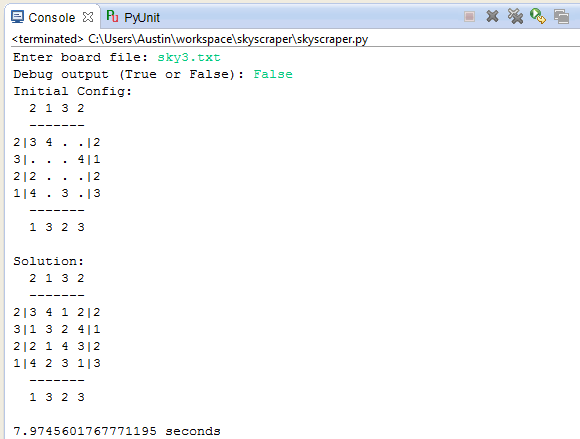 Console PyUnit
<terminated> C:\Users\Austin\workspace\skyscraper\skyscraper.py
Enter board file: sky3.txt
Debug output (True or False): False
Initial Config:
  2 1 3 2
  -------
2|3 4 . .|2
3|. . . 4|1
2|2 . . .|2
1|4 . 3 .|3
  -------
  1 3 2 3

Solution:
  2 1 3 2
  -------
2|3 4 1 2|2
3|1 3 2 4|1
2|2 1 4 3|2
1|4 2 3 1|3
  -------
  1 3 2 3

7.9745601767771195 seconds